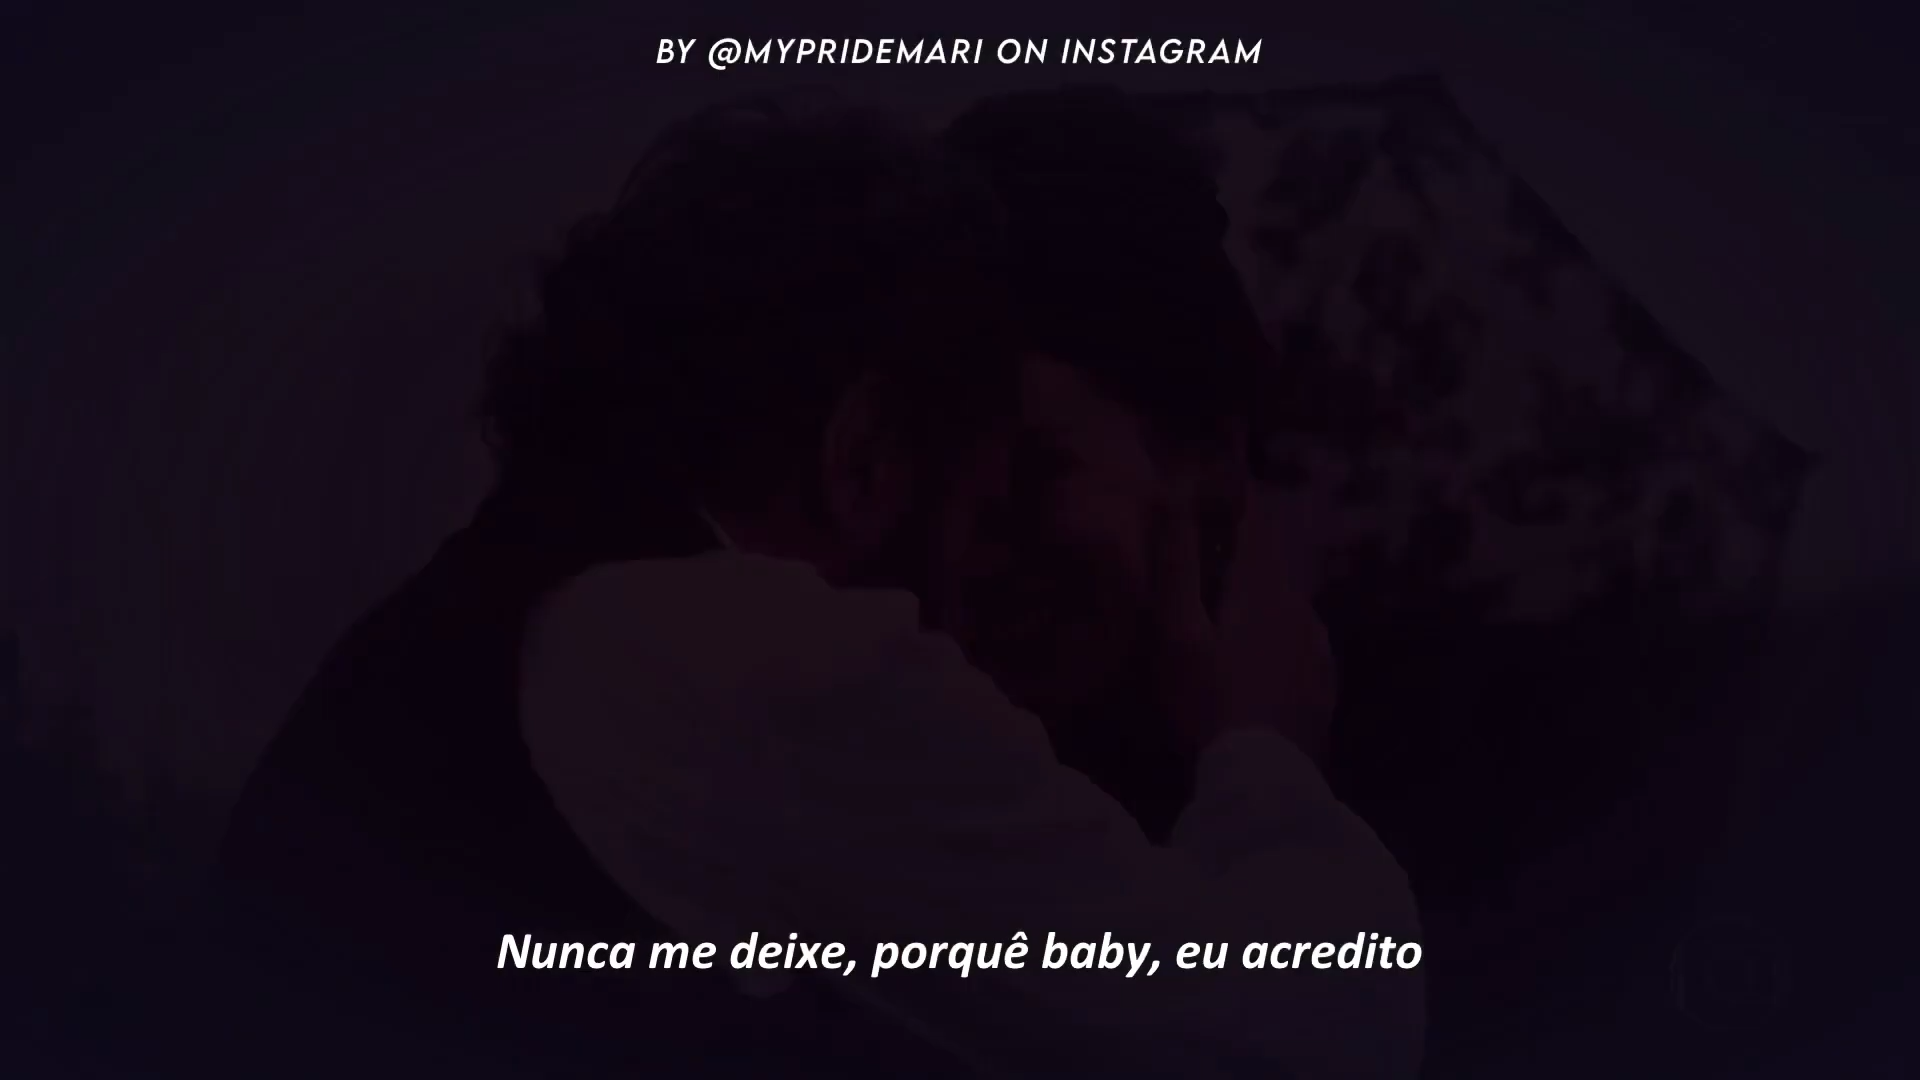 BY @MYPRIDEMARI ON INSTAGRAM
Nunca me deixe, porquê baby, eu acredito